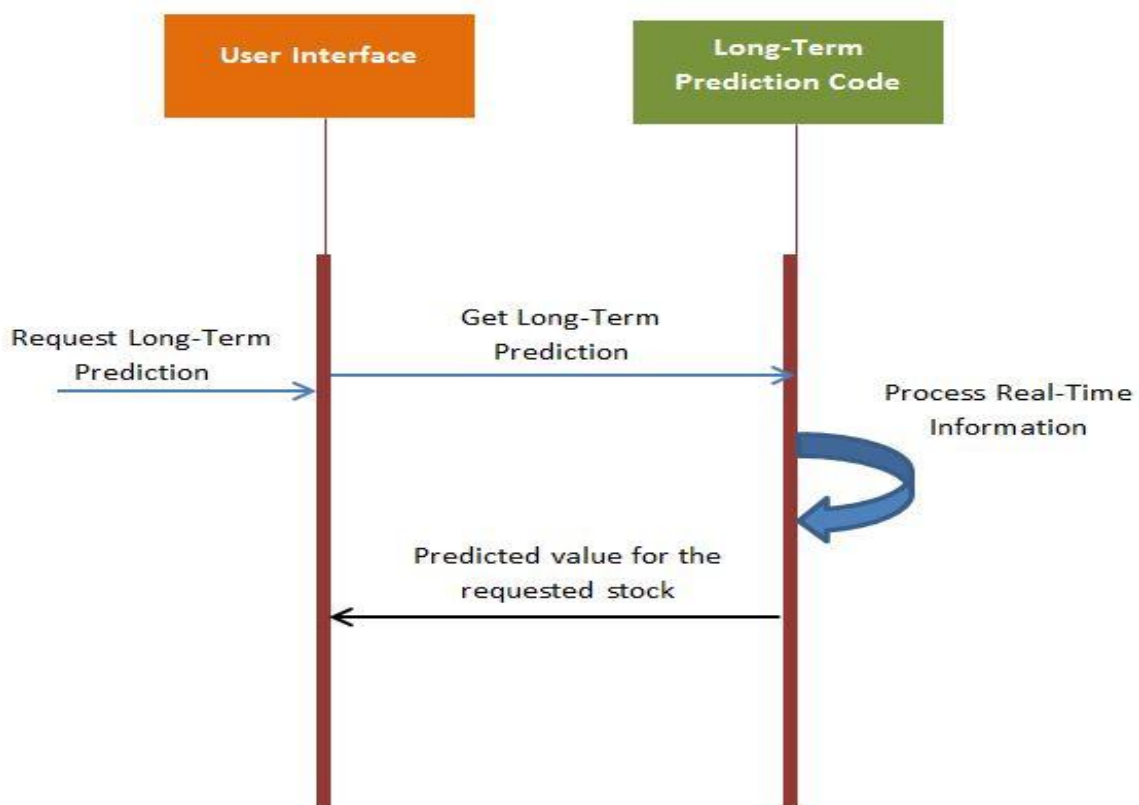 User Interface
Long-Term
Prediction Code
Request Long-Term
Prediction
Get Long-Term
Prediction
Process Real-Time
Information
Predicted value for the
requested stock